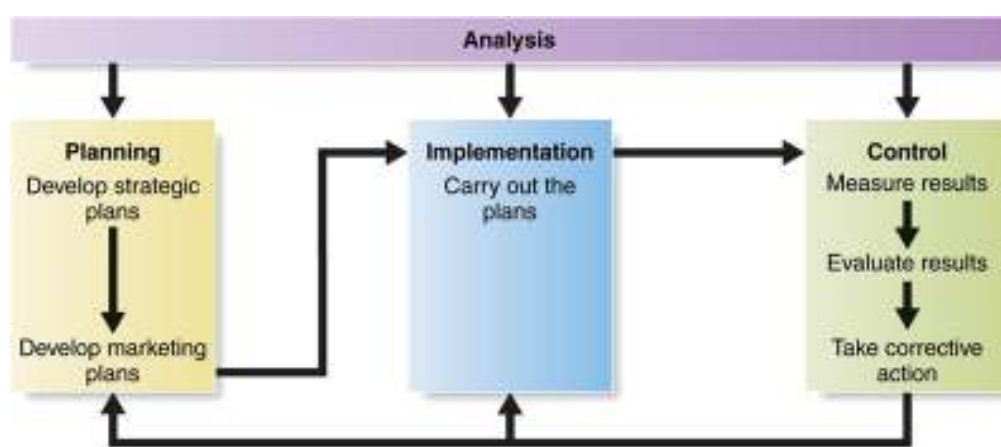 Analysis
Planning
Develop strategic
plans
Develop marketing
plans
Implementation
Carry out the
plans
Control
Measure results
Evaluate results
Take corrective
action